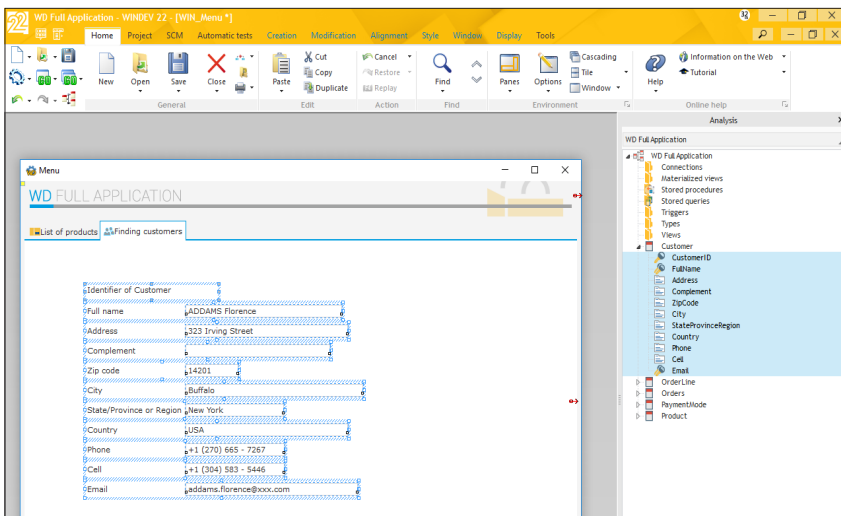 WD Full Application - WINDEV 22 - [WIN_Menu *]
Home Project SCM Automatic tests Creation Modification Alignment Style Window Display Tools
New
Open
Save
Close
General
Paste
Cut
Copy
Duplicate
Edit
Cancel
Restore
Replay
Action
Find
Find
Panes
Options
Cascading
Tile
Window
Environment
Help
Information on the Web
Tutorial
Online help
Menu
WD FULL APPLICATION
List of products Finding customers
Identifier of Customer
Full name ADDAMS Florence
Address 323 Irving Street
Complement
Zip code 14201
City Buffalo
State/Province or Region New York
Country USA
Phone +1 (270) 665 - 7267
Cell +1 (304) 583 - 5446
Email addams.florence@xxx.com
Analysis
WD Full Application
WD Full Application
Connections
Materialized views
Stored procedures
Stored queries
Triggers
Types
Views
Customer
CustomerID
FullName
Address
Complement
ZipCode
City
StateProvinceRegion
Country
Phone
Cell
Email
OrderLine
Orders
PaymentMode
Product